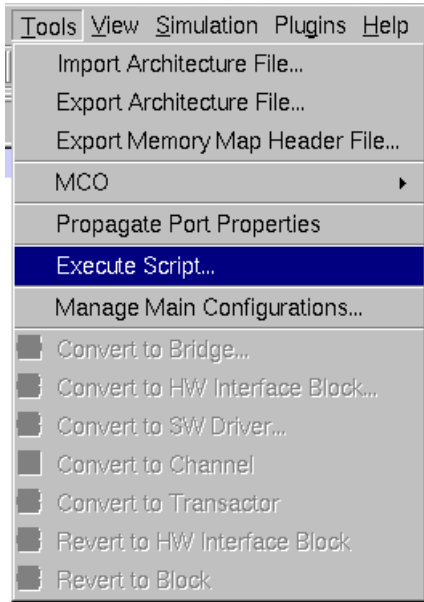 Tools View Simulation Plugins Help
Import Architecture File...
Export Architecture File...
Export Memory Map Header File...
MCO
Propagate Port Properties
Execute Script...
Manage Main Configurations...
Convert to Bridge...
Convert to HW Interface Block...
Convert to SW Driver...
Convert to Channel
Convert to Transactor
Revert to HW Interface Block
Revert to Block